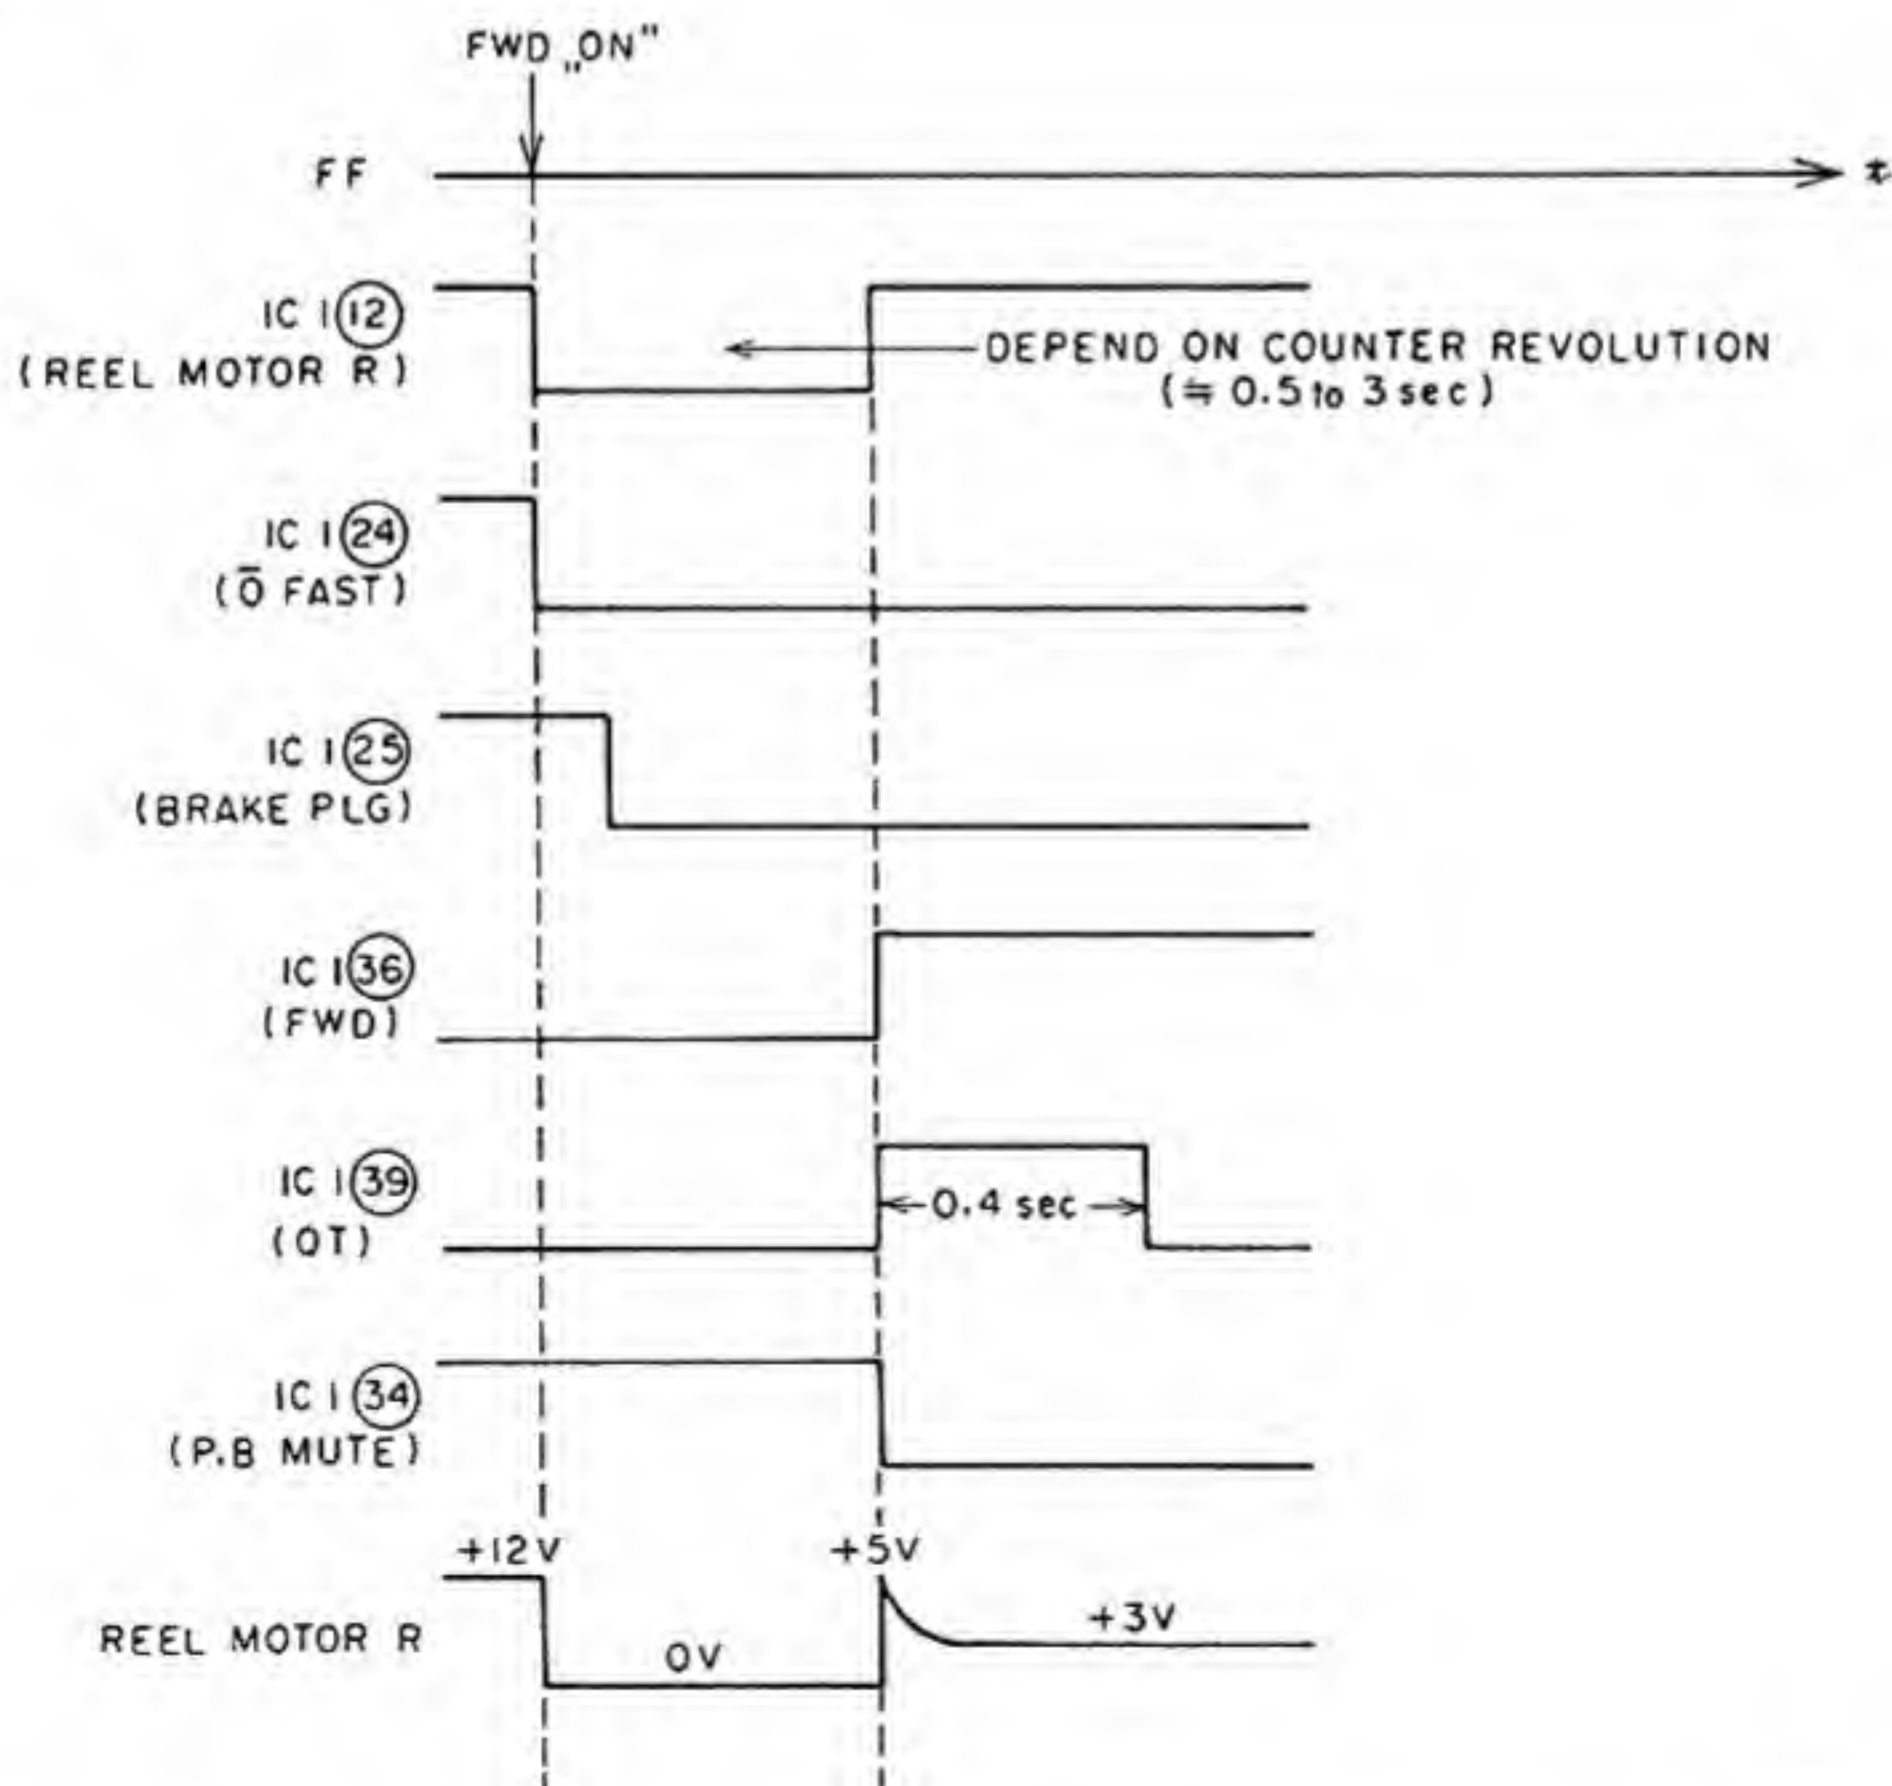 FWD „ON"
FF
t
IC 1 12
(REEL MOTOR R)
DEPEND ON COUNTER REVOLUTION
(≒ 0.5 to 3 sec)
IC 1 24
(Ō FAST)
IC 1 25
(BRAKE PLG)
IC 1 36
(FWD)
IC 1 39
(OT)
0.4 sec
IC 1 34
(P.B MUTE)
+12V
+5V
REEL MOTOR R
0V
+3V